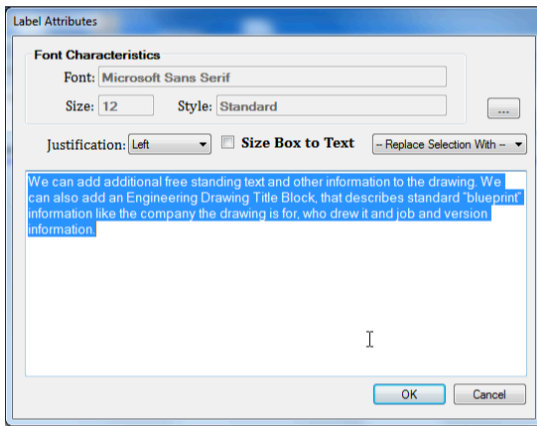 Label Attributes
Font Characteristics
Font: Microsoft Sans Serif
Size: 12 Style: Standard
...
Justification: Left Size Box to Text -- Replace Selection With --
We can add additional free standing text and other information to the drawing. We
can also add an Engineering Drawing Title Block, that describes standard "blueprint"
information like the company the drawing is for, who drew it and job and version
information.
OK Cancel